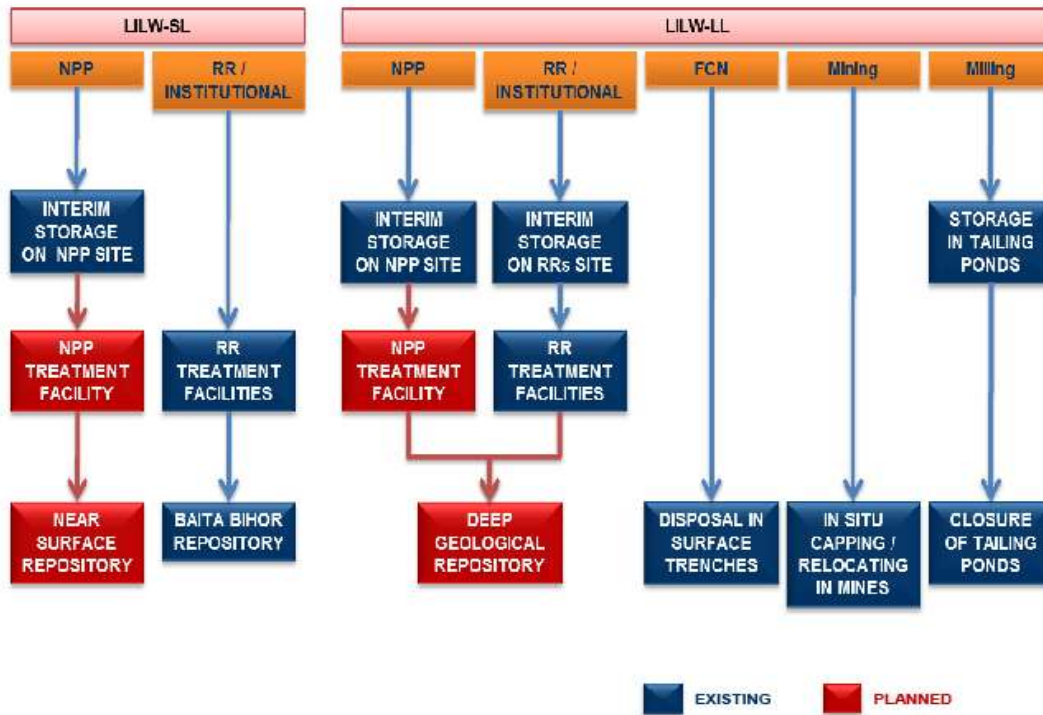 LILW-SL
LILW-LL
NPP
RR /
INSTITUTIONAL
NPP
RR /
INSTITUTIONAL
FCN
Mining
Milling
INTERIM
STORAGE
ON NPP SITE
INTERIM
STORAGE
ON NPP SITE
INTERIM
STORAGE
ON RRs SITE
STORAGE
IN TAILING
PONDS
NPP
TREATMENT
FACILITY
RR
TREATMENT
FACILITIES
NPP
TREATMENT
FACILITY
RR
TREATMENT
FACILITIES
NEAR
SURFACE
REPOSITORY
BAITA BIHOR
REPOSITORY
DEEP
GEOLOGICAL
REPOSITORY
DISPOSAL IN
SURFACE
TRENCHES
IN SITU
CAPPING /
RELOCATING
IN MINES
CLOSURE
OF TAILING
PONDS
EXISTING
PLANNED